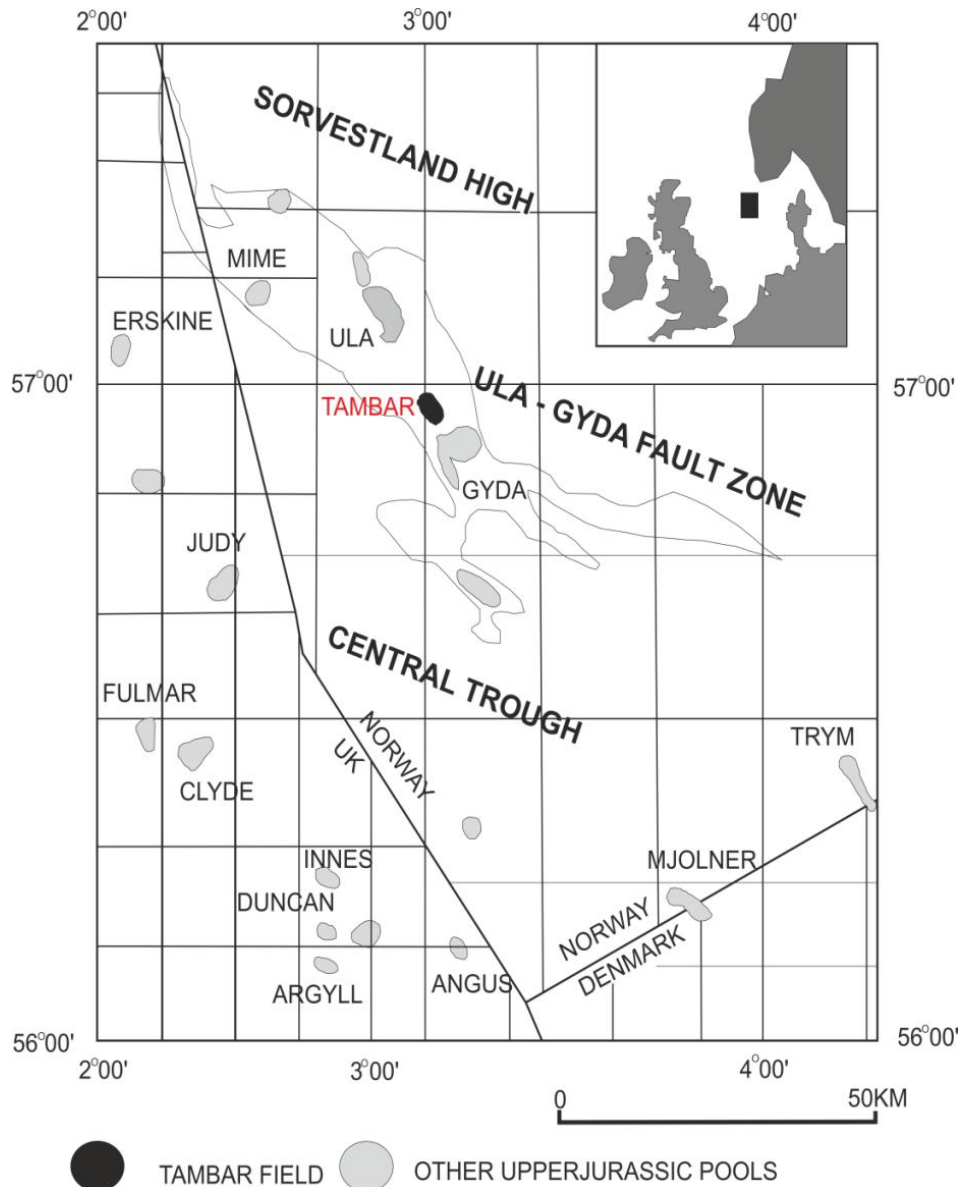 2°00' 3°00' 4°00'
SORVESTLAND HIGH
MIME
ERSKINE
ULA
57°00' 57°00'
ULA - GYDA FAULT ZONE
TAMBAR
GYDA
JUDY
CENTRAL TROUGH
FULMAR
NORWAY
UK
TRYM
CLYDE
INNES
MJOLNER
DUNCAN
NORWAY
DENMARK
ARGYLL
ANGUS
56°00' 56°00'
2°00' 3°00' 4°00'
0 50KM
TAMBAR FIELD OTHER UPPERJURASSIC POOLS